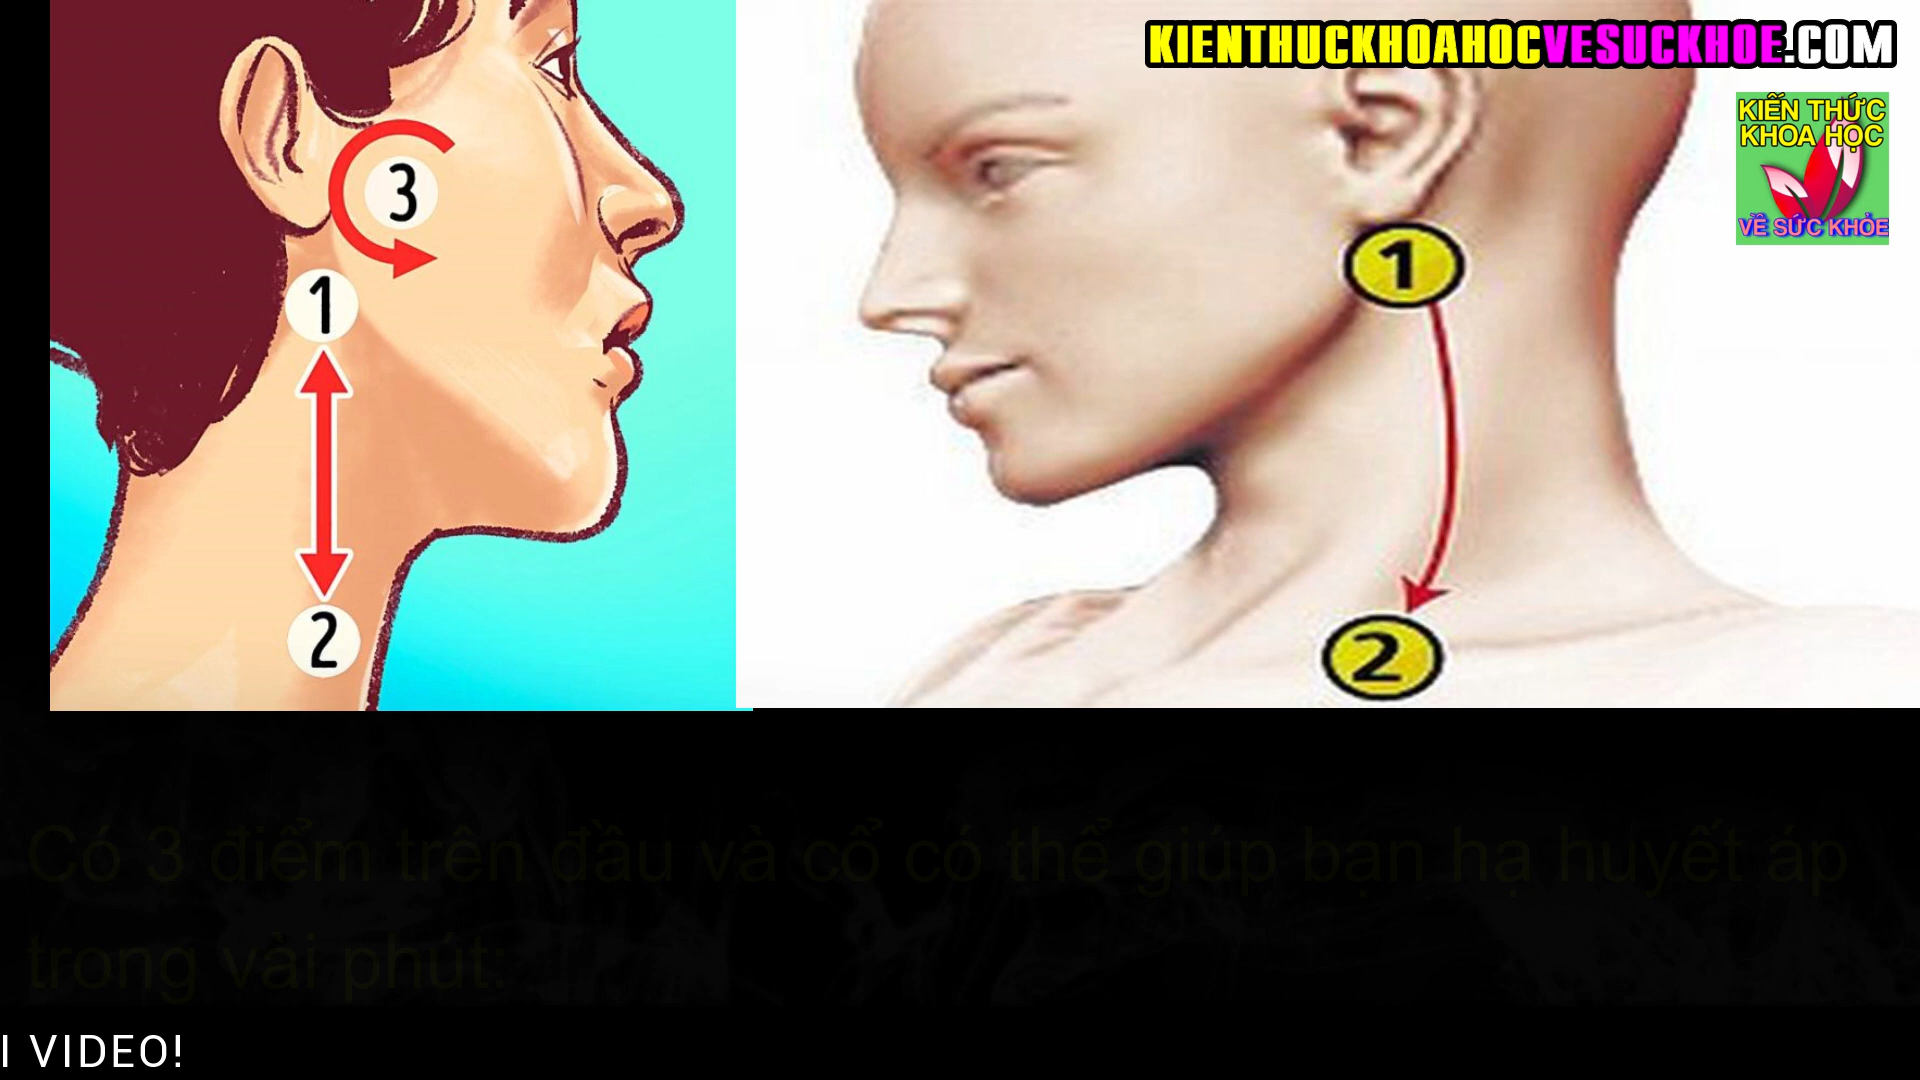 KIENTHUCKHOAHOCVESUCKHOE.COM
KIẾN THỨC
KHOA HỌC
VỀ SỨC KHỎE
3
1
2
1
2
Có 3 điểm trên đầu và cổ có thể giúp bạn hạ huyết áp
trong vài phút:
I VIDEO!